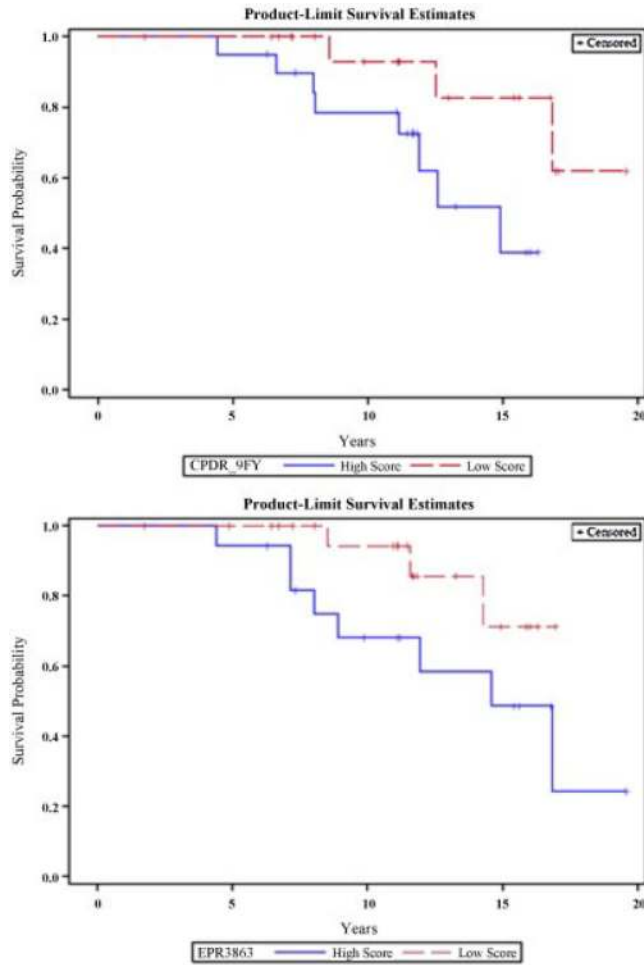 Product-Limit Survival Estimates
+ Censored
1.0
0.8
0.6
0.4
0.2
0.0
Survival Probability
0 5 10 15 20
Years
CPDR_9FY High Score Low Score
Product-Limit Survival Estimates
+ Censored
1.0
0.8
0.6
0.4
0.2
0.0
Survival Probability
0 5 10 15 20
Years
EPR3863 High Score Low Score